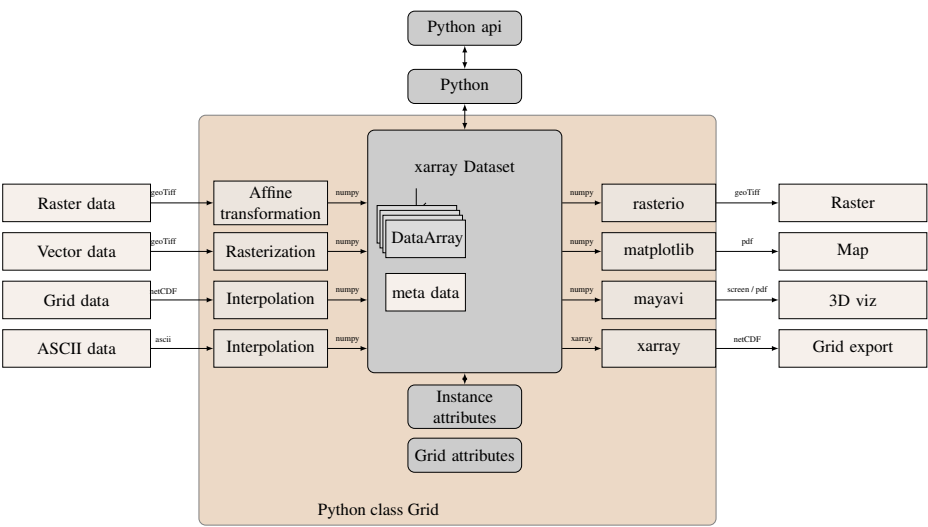 Python api
Python
xarray Dataset
geoTiff
numpy
numpy
geoTiff
Raster data
Affine
transformation
rasterio
Raster
geoTiff
numpy
DataArray
numpy
pdf
Vector data
Rasterization
matplotlib
Map
netCDF
numpy
meta data
numpy
screen / pdf
Grid data
Interpolation
mayavi
3D viz
ascii
numpy
xarray
netCDF
ASCII data
Interpolation
xarray
Grid export
Instance
attributes
Grid attributes
Python class Grid